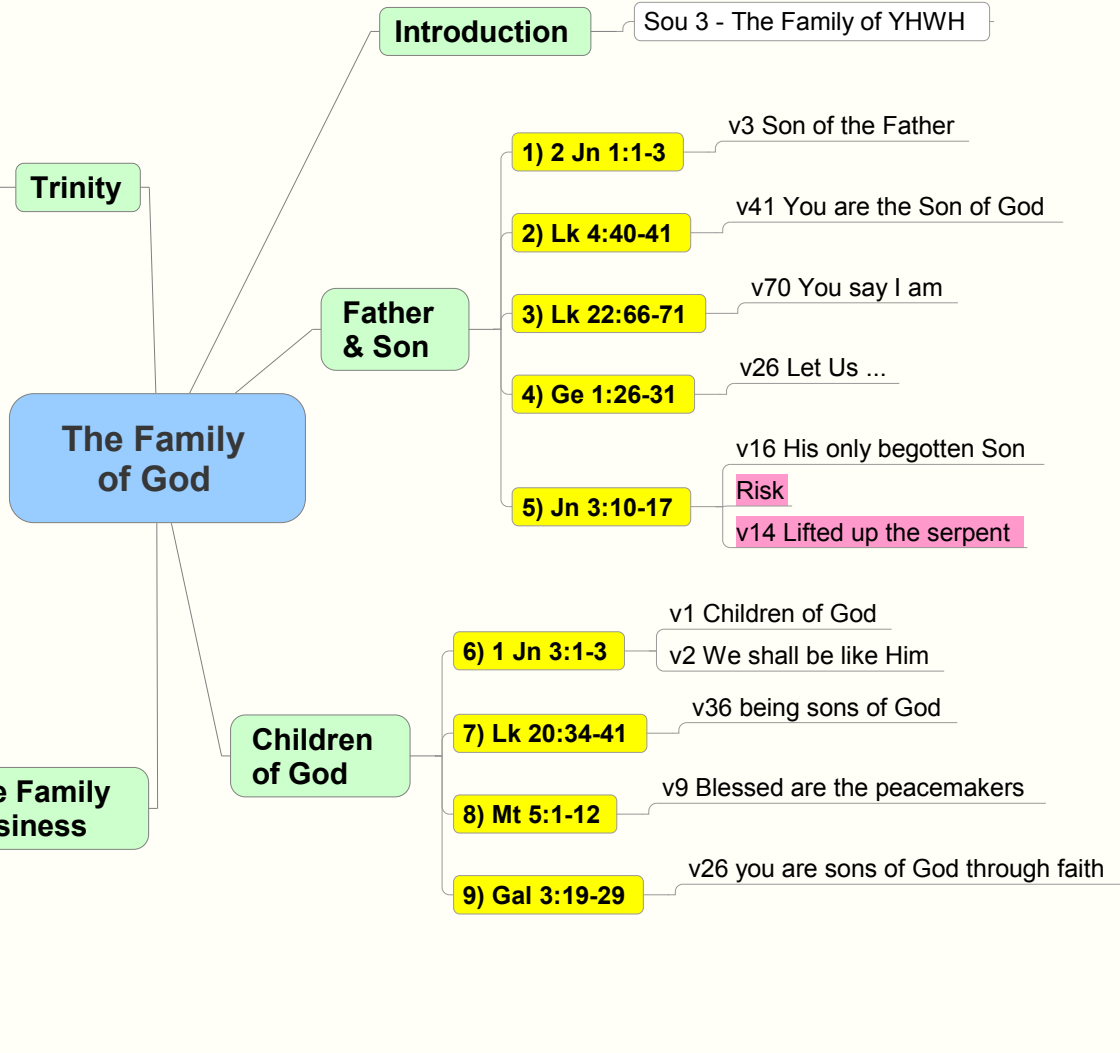 Introduction
Sou 3 - The Family of YHWH
Trinity
Father
& Son
1) 2 Jn 1:1-3
v3 Son of the Father
2) Lk 4:40-41
v41 You are the Son of God
3) Lk 22:66-71
v70 You say I am
4) Ge 1:26-31
v26 Let Us ...
5) Jn 3:10-17
v16 His only begotten Son
Risk
v14 Lifted up the serpent
The Family
of God
Children
of God
6) 1 Jn 3:1-3
v1 Children of God
v2 We shall be like Him
7) Lk 20:34-41
v36 being sons of God
8) Mt 5:1-12
v9 Blessed are the peacemakers
9) Gal 3:19-29
v26 you are sons of God through faith
e Family
siness